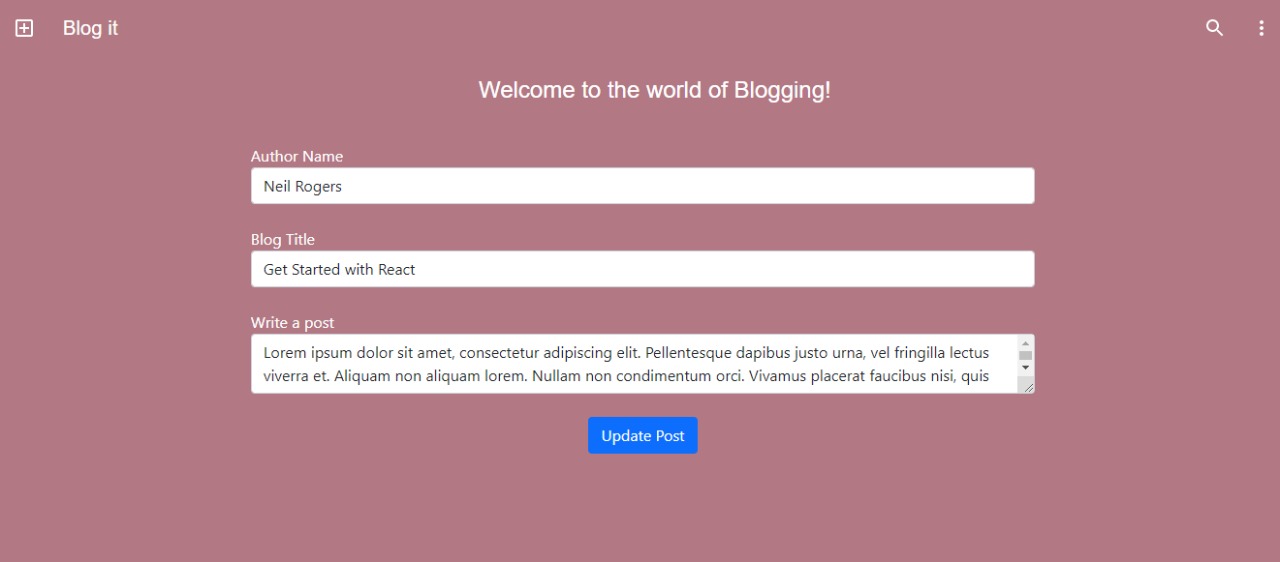 Blog it
Welcome to the world of Blogging!
Author Name
Neil Rogers
Blog Title
Get Started with React
Write a post
Lorem ipsum dolor sit amet, consectetur adipiscing elit. Pellentesque dapibus justo urna, vel fringilla lectus
viverra et. Aliquam non aliquam lorem. Nullam non condimentum orci. Vivamus placerat faucibus nisi, quis
Update Post